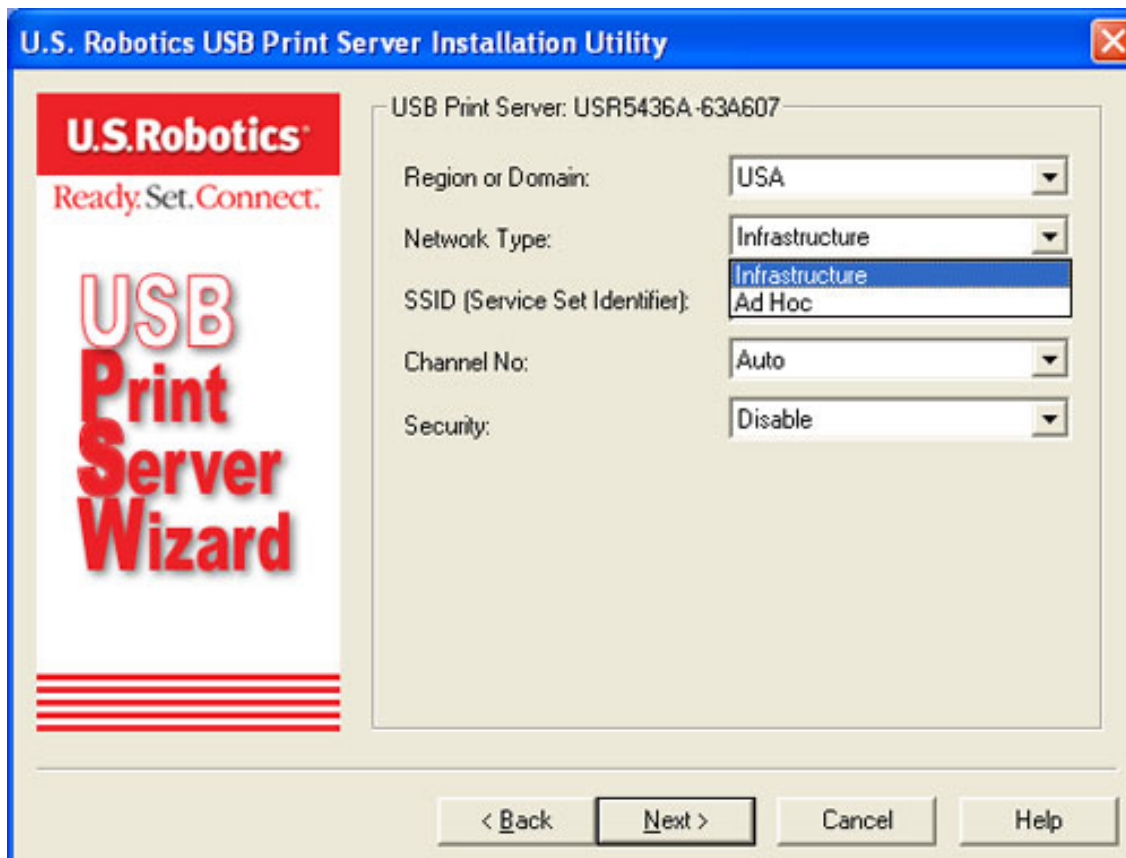 U.S. Robotics USB Print Server Installation Utility
U.S.Robotics
Ready. Set. Connect.™
USB
Print
Server
Wizard
USB Print Server: USR5436A-63A607
Region or Domain: USA
Network Type: Infrastructure
Infrastructure
SSID (Service Set Identifier): Ad Hoc
Channel No: Auto
Security: Disable
< Back Next > Cancel Help